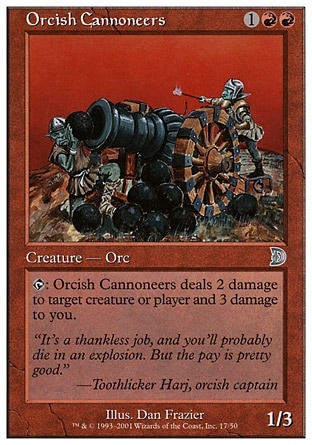 Orcish Cannoneers 1
Creature — Orc
: Orcish Cannoneers deals 2 damage
to target creature or player and 3 damage
to you.
“It’s a thankless job, and you’ll probably
die in an explosion. But the pay is pretty
good.”
—Toothlicker Harj, orcish captain
Illus. Dan Frazier
™ & © 1993–2001 Wizards of the Coast, Inc. 17/50
1/3